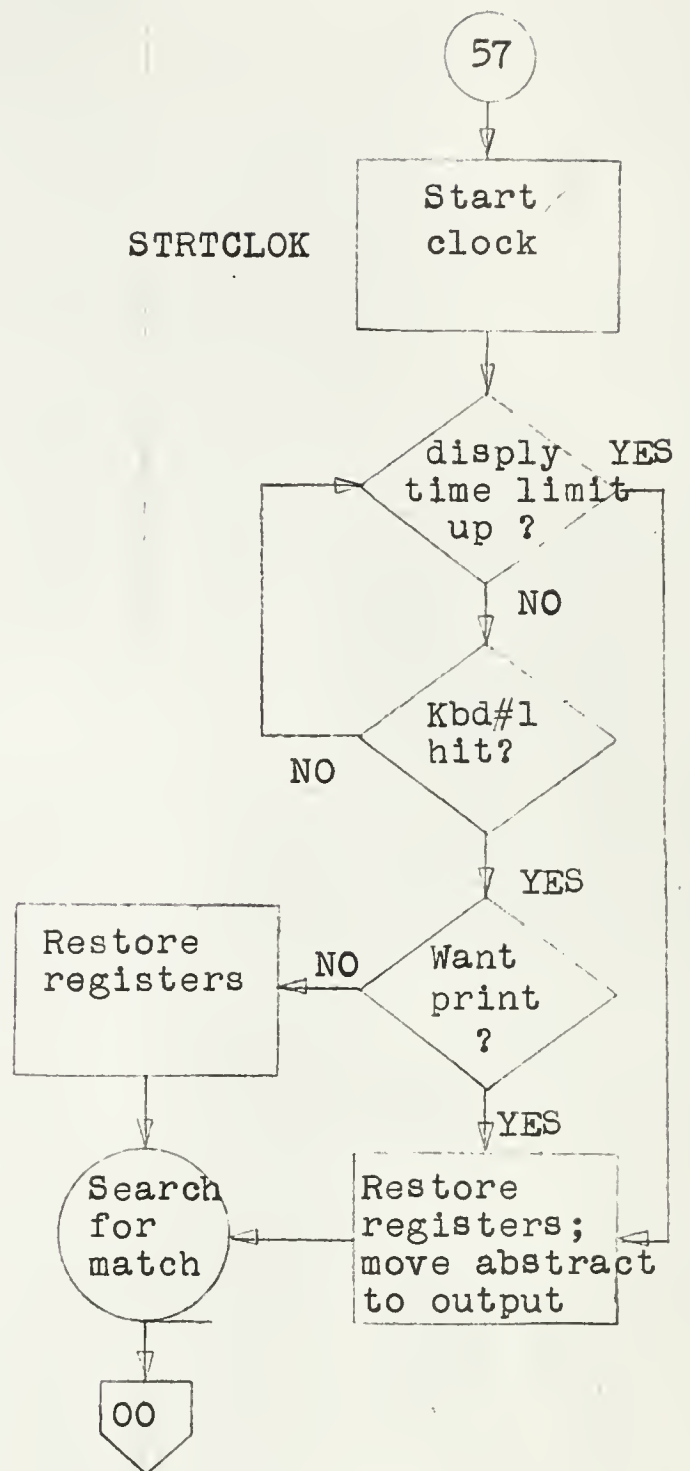 57
Start
clock
STRTCLOK
disply
time limit
up ?
YES
NO
Kbd#1
hit?
NO
YES
Want
print
?
NO
Restore
registers
YES
Restore
registers;
move abstract
to output
Search
for
match
00